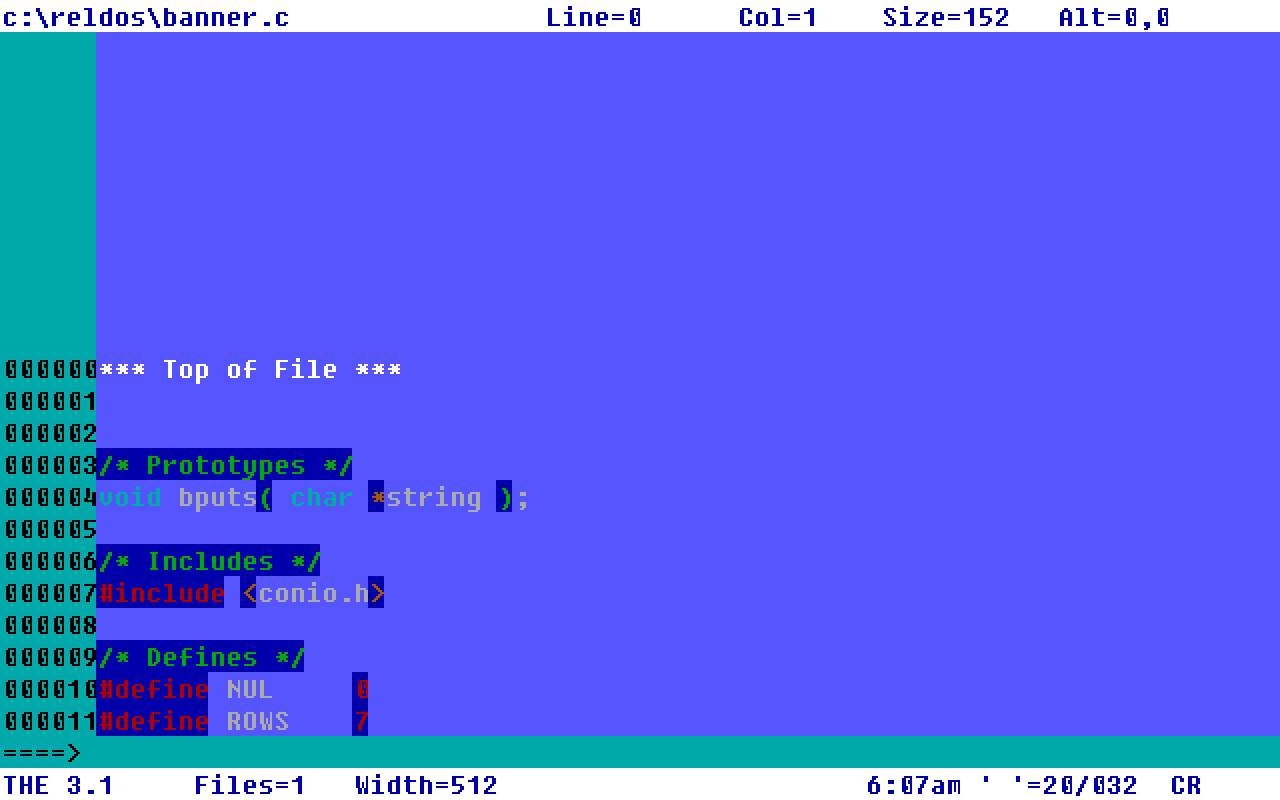 c:\reldos\banner.c Line=0 Col=1 Size=152 Alt=0,0
000000*** Top of File ***
000001
000002
000003/* Prototypes */
000004void bputs( char *string );
000005
000006/* Includes */
000007#include <conio.h>
000008
000009/* Defines */
000010#define NUL     0
000011#define ROWS    7
====>
THE 3.1 Files=1 Width=512 6:07am ' '=20/032 CR